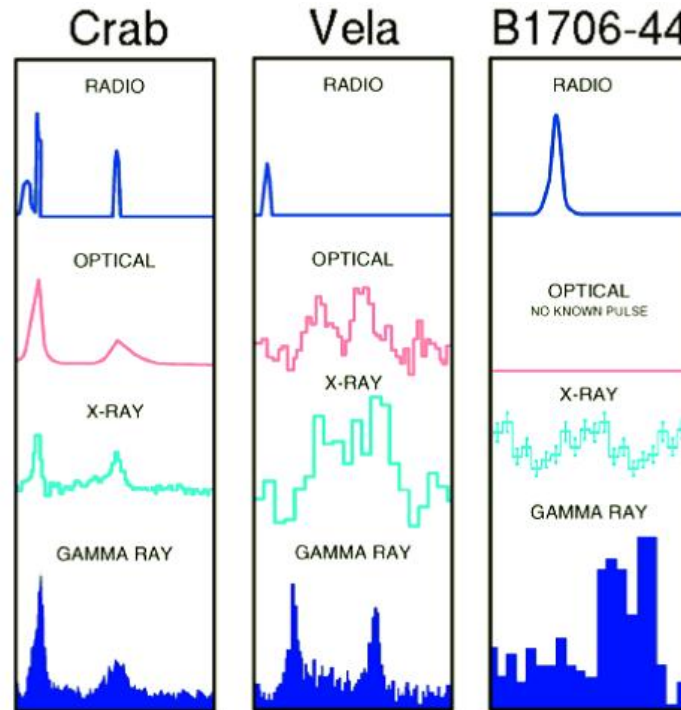 Crab
RADIO
OPTICAL
X-RAY
GAMMA RAY
Vela
RADIO
OPTICAL
X-RAY
GAMMA RAY
B1706-44
RADIO
OPTICAL
NO KNOWN PULSE
X-RAY
GAMMA RAY